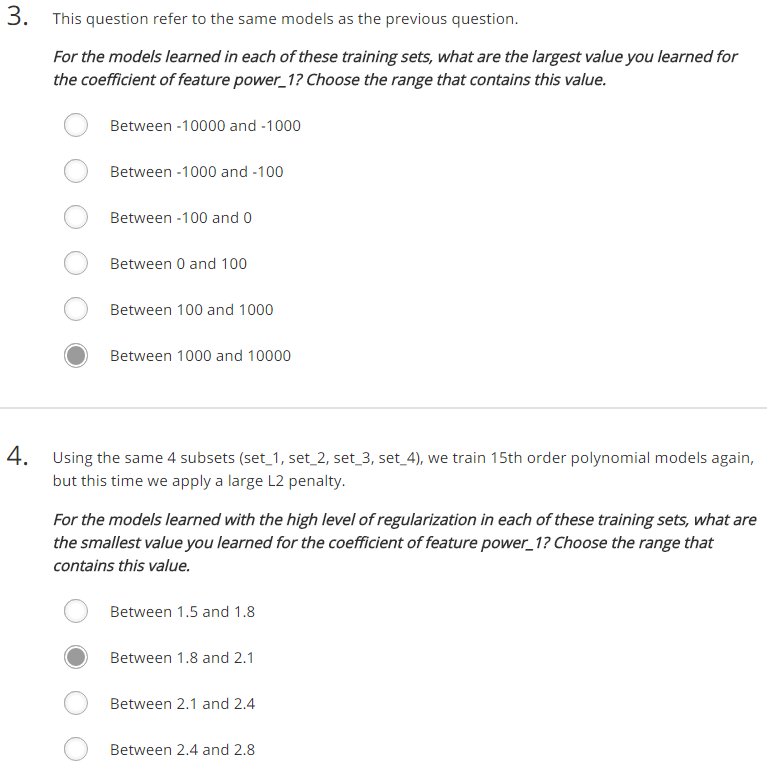 3. This question refer to the same models as the previous question.
For the models learned in each of these training sets, what are the largest value you learned for
the coefficient of feature power_1? Choose the range that contains this value.
Between -10000 and -1000
Between -1000 and -100
Between -100 and 0
Between 0 and 100
Between 100 and 1000
Between 1000 and 10000
4. Using the same 4 subsets (set_1, set_2, set_3, set_4), we train 15th order polynomial models again,
but this time we apply a large L2 penalty.
For the models learned with the high level of regularization in each of these training sets, what are
the smallest value you learned for the coefficient of feature power_1? Choose the range that
contains this value.
Between 1.5 and 1.8
Between 1.8 and 2.1
Between 2.1 and 2.4
Between 2.4 and 2.8